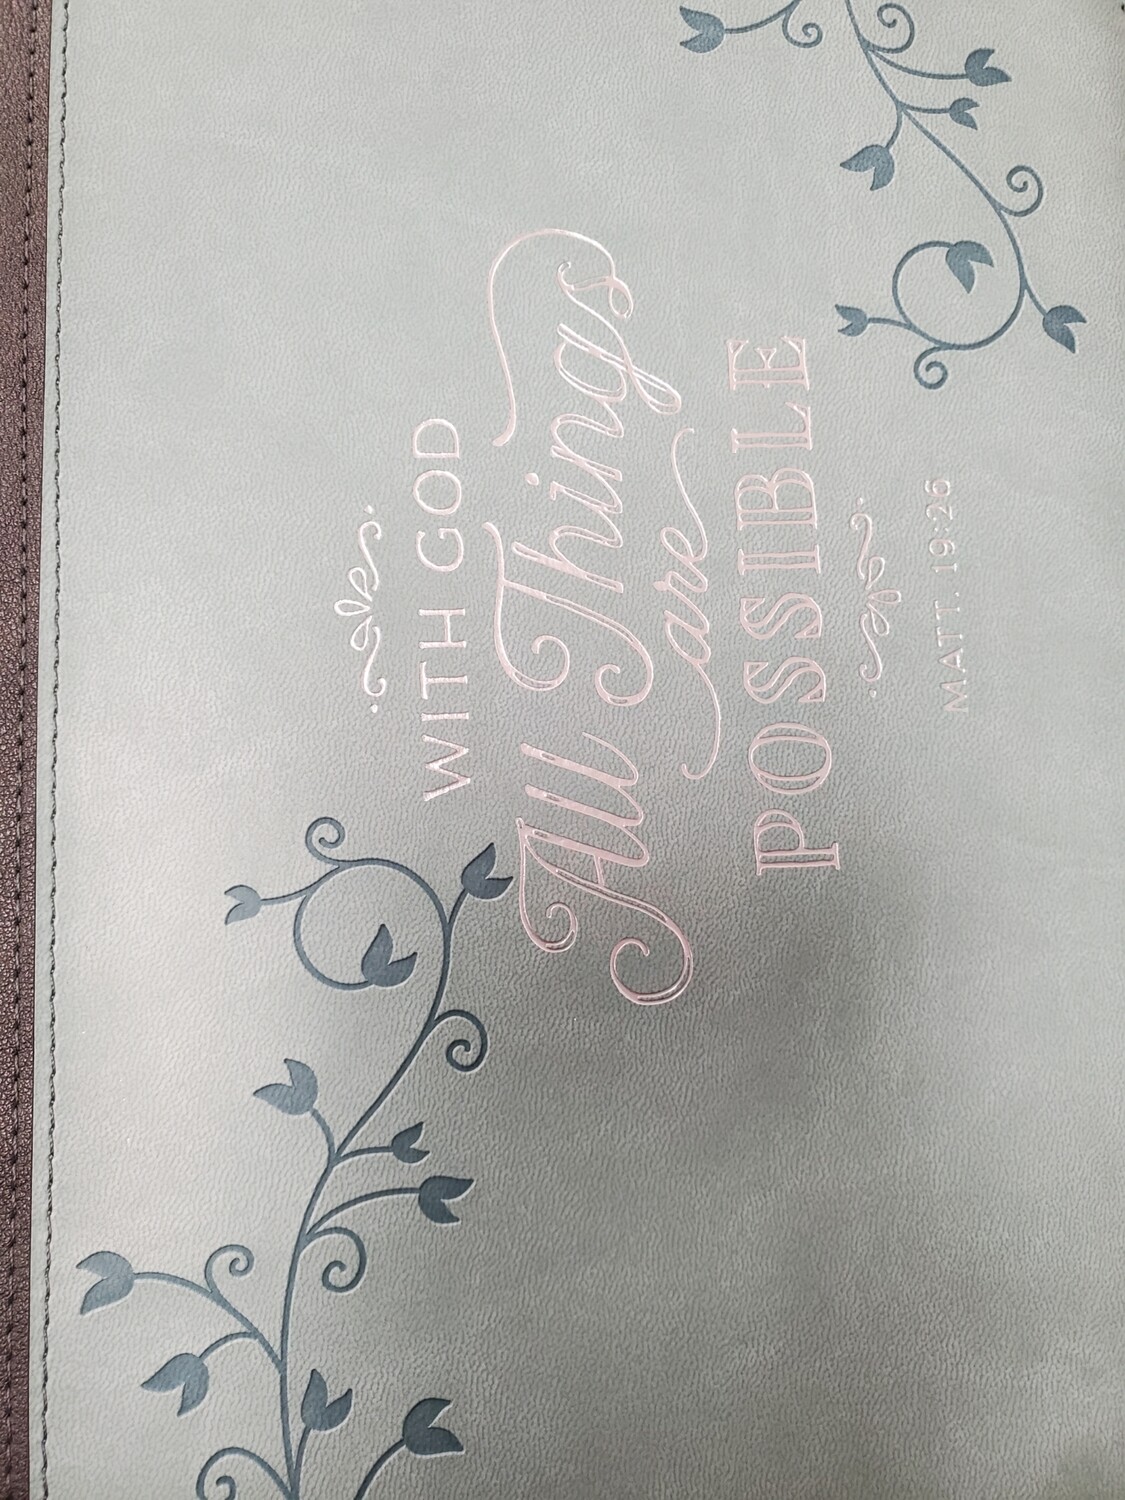 WITH GOD
All Things
are
POSSIBLE
MATT. 19:26